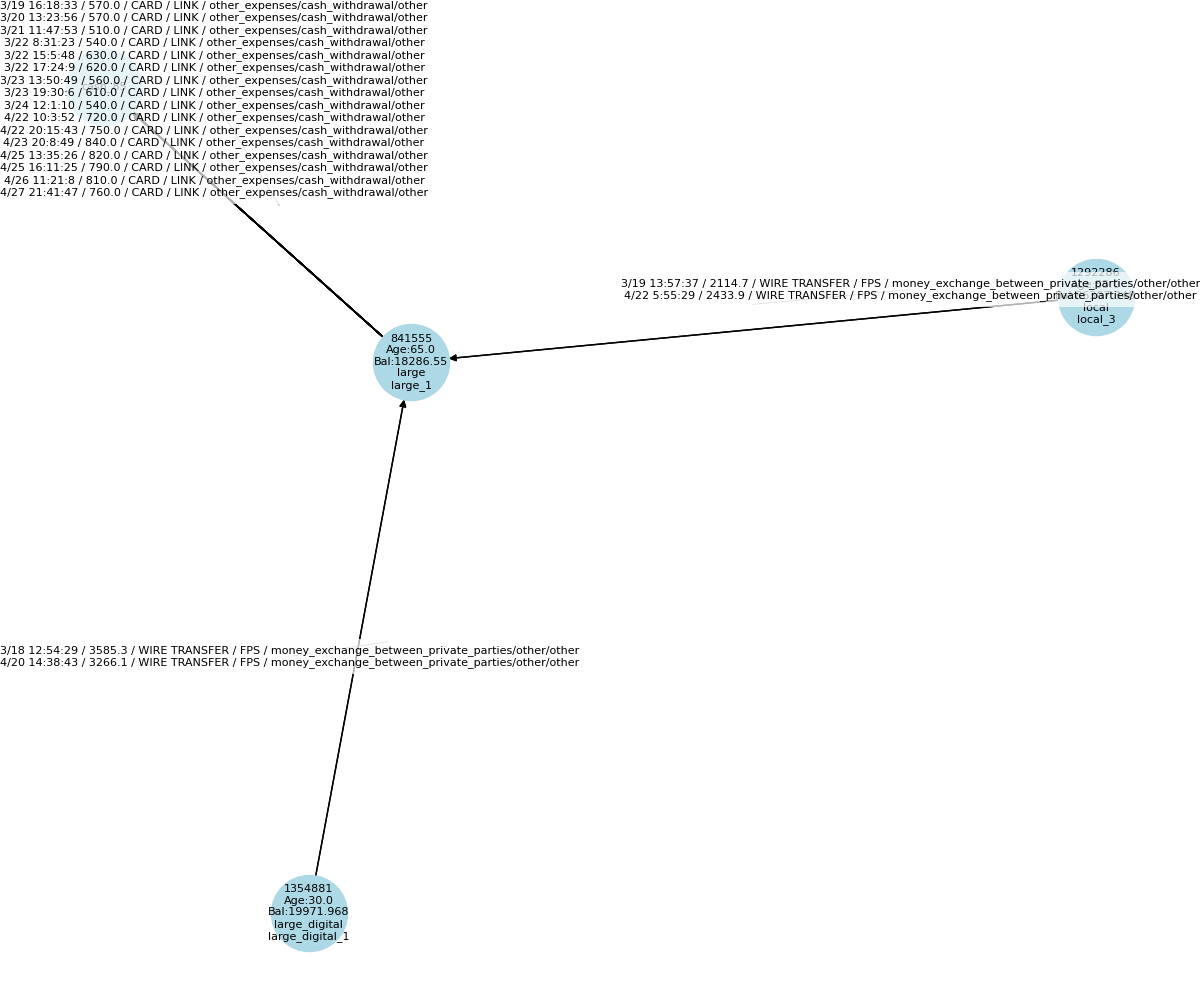 3/19 16:18:33 / 570.0 / CARD / LINK / other_expenses/cash_withdrawal/other
3/20 13:23:56 / 570.0 / CARD / LINK / other_expenses/cash_withdrawal/other
3/21 11:47:53 / 510.0 / CARD / LINK / other_expenses/cash_withdrawal/other
3/22 8:31:23 / 540.0 / CARD / LINK / other_expenses/cash_withdrawal/other
3/22 15:5:48 / 630.0 / CARD / LINK / other_expenses/cash_withdrawal/other
3/22 17:24:9 / 620.0 / CARD / LINK / other_expenses/cash_withdrawal/other
3/23 13:50:49 / 560.0 / CARD / LINK / other_expenses/cash_withdrawal/other
3/23 19:30:6 / 610.0 / CARD / LINK / other_expenses/cash_withdrawal/other
3/24 12:1:10 / 540.0 / CARD / LINK / other_expenses/cash_withdrawal/other
4/22 10:3:52 / 720.0 / CARD / LINK / other_expenses/cash_withdrawal/other
4/22 20:15:43 / 750.0 / CARD / LINK / other_expenses/cash_withdrawal/other
4/23 20:8:49 / 840.0 / CARD / LINK / other_expenses/cash_withdrawal/other
4/25 13:35:26 / 820.0 / CARD / LINK / other_expenses/cash_withdrawal/other
4/25 16:11:25 / 790.0 / CARD / LINK / other_expenses/cash_withdrawal/other
4/26 11:21:8 / 810.0 / CARD / LINK / other_expenses/cash_withdrawal/other
4/27 21:41:47 / 760.0 / CARD / LINK / other_expenses/cash_withdrawal/other
1292286
3/19 13:57:37 / 2114.7 / WIRE TRANSFER / FPS / money_exchange_between_private_parties/other/other
4/22 5:55:29 / 2433.9 / WIRE TRANSFER / FPS / money_exchange_between_private_parties/other/other
local
local_3
841555
Age:65.0
Bal:18286.55
large
large_1
3/18 12:54:29 / 3585.3 / WIRE TRANSFER / FPS / money_exchange_between_private_parties/other/other
4/20 14:38:43 / 3266.1 / WIRE TRANSFER / FPS / money_exchange_between_private_parties/other/other
1354881
Age:30.0
Bal:19971.968
large_digital
large_digital_1